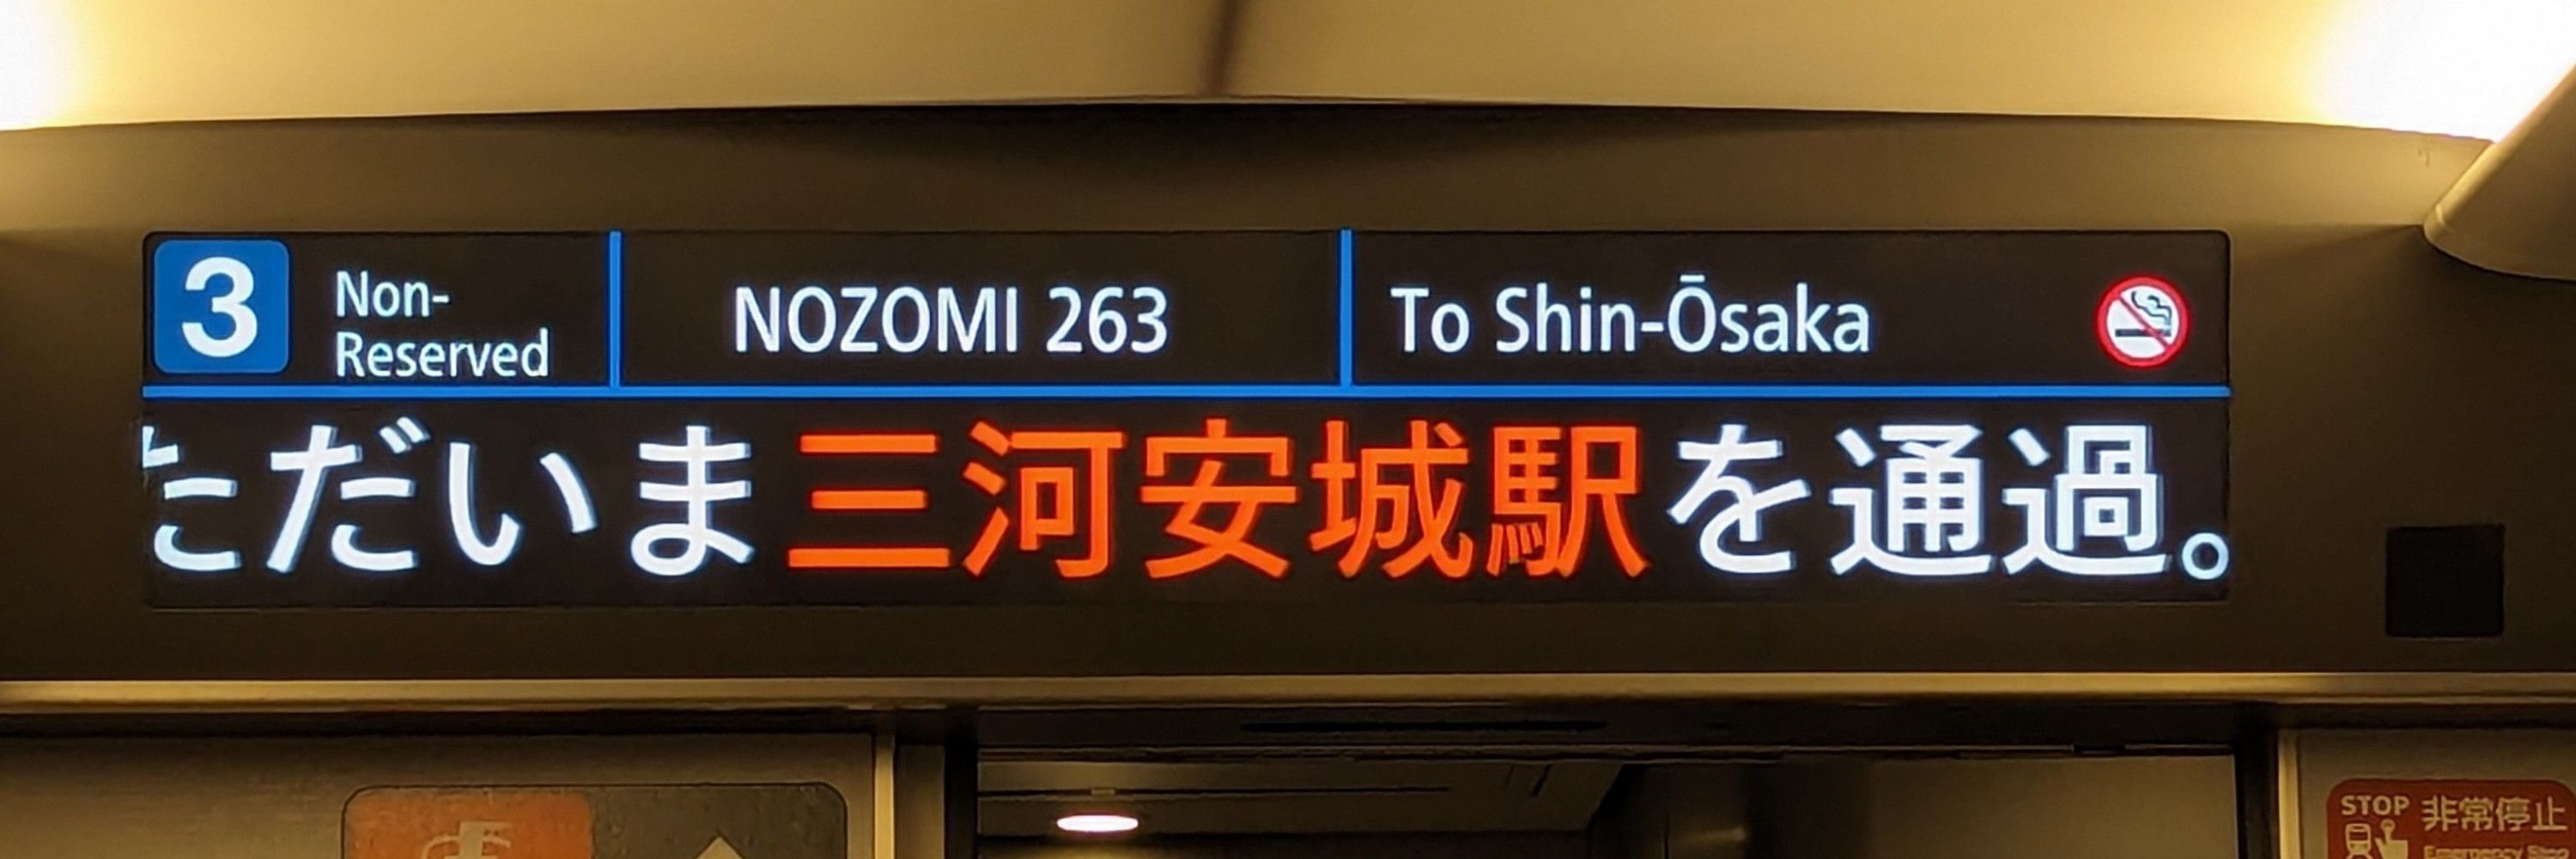 3 Non-Reserved NOZOMI 263 To Shin-Ōsaka
ただいま三河安城駅を通過。
STOP 非常停止